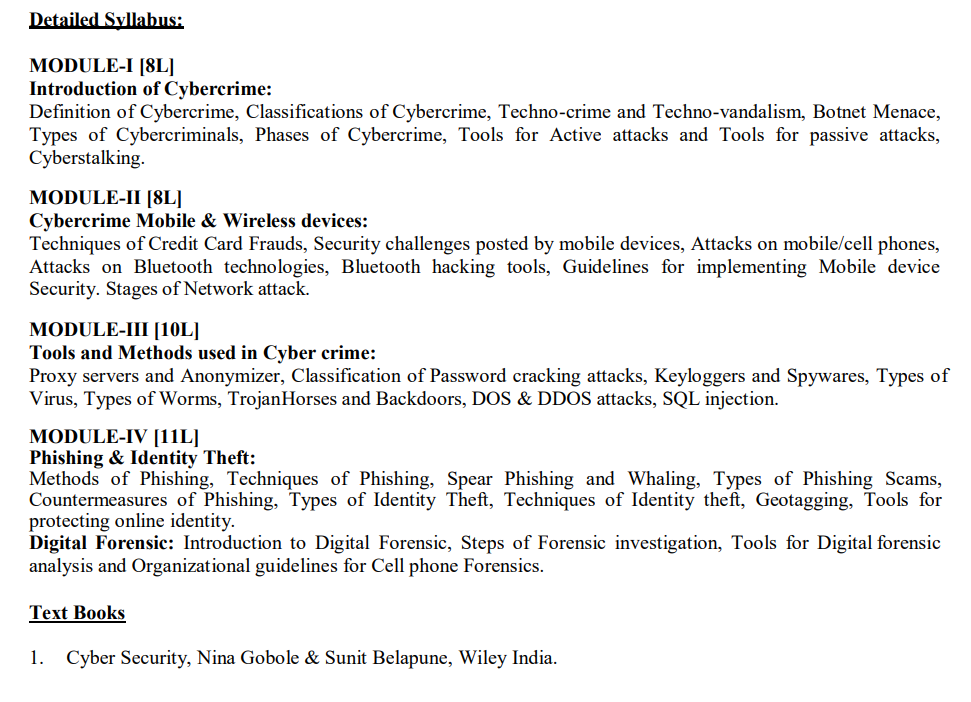 Detailed Syllabus:
MODULE-I [8L]
Introduction of Cybercrime:
Definition of Cybercrime, Classifications of Cybercrime, Techno-crime and Techno-vandalism, Botnet Menace,
Types of Cybercriminals, Phases of Cybercrime, Tools for Active attacks and Tools for passive attacks,
Cyberstalking.
MODULE-II [8L]
Cybercrime Mobile & Wireless devices:
Techniques of Credit Card Frauds, Security challenges posted by mobile devices, Attacks on mobile/cell phones,
Attacks on Bluetooth technologies, Bluetooth hacking tools, Guidelines for implementing Mobile device
Security. Stages of Network attack.
MODULE-III [10L]
Tools and Methods used in Cyber crime:
Proxy servers and Anonymizer, Classification of Password cracking attacks, Keyloggers and Spywares, Types of
Virus, Types of Worms, TrojanHorses and Backdoors, DOS & DDOS attacks, SQL injection.
MODULE-IV [11L]
Phishing & Identity Theft:
Methods of Phishing, Techniques of Phishing, Spear Phishing and Whaling, Types of Phishing Scams,
Countermeasures of Phishing, Types of Identity Theft, Techniques of Identity theft, Geotagging, Tools for
protecting online identity.
Digital Forensic: Introduction to Digital Forensic, Steps of Forensic investigation, Tools for Digital forensic
analysis and Organizational guidelines for Cell phone Forensics.
Text Books
1. Cyber Security, Nina Gobole & Sunit Belapune, Wiley India.